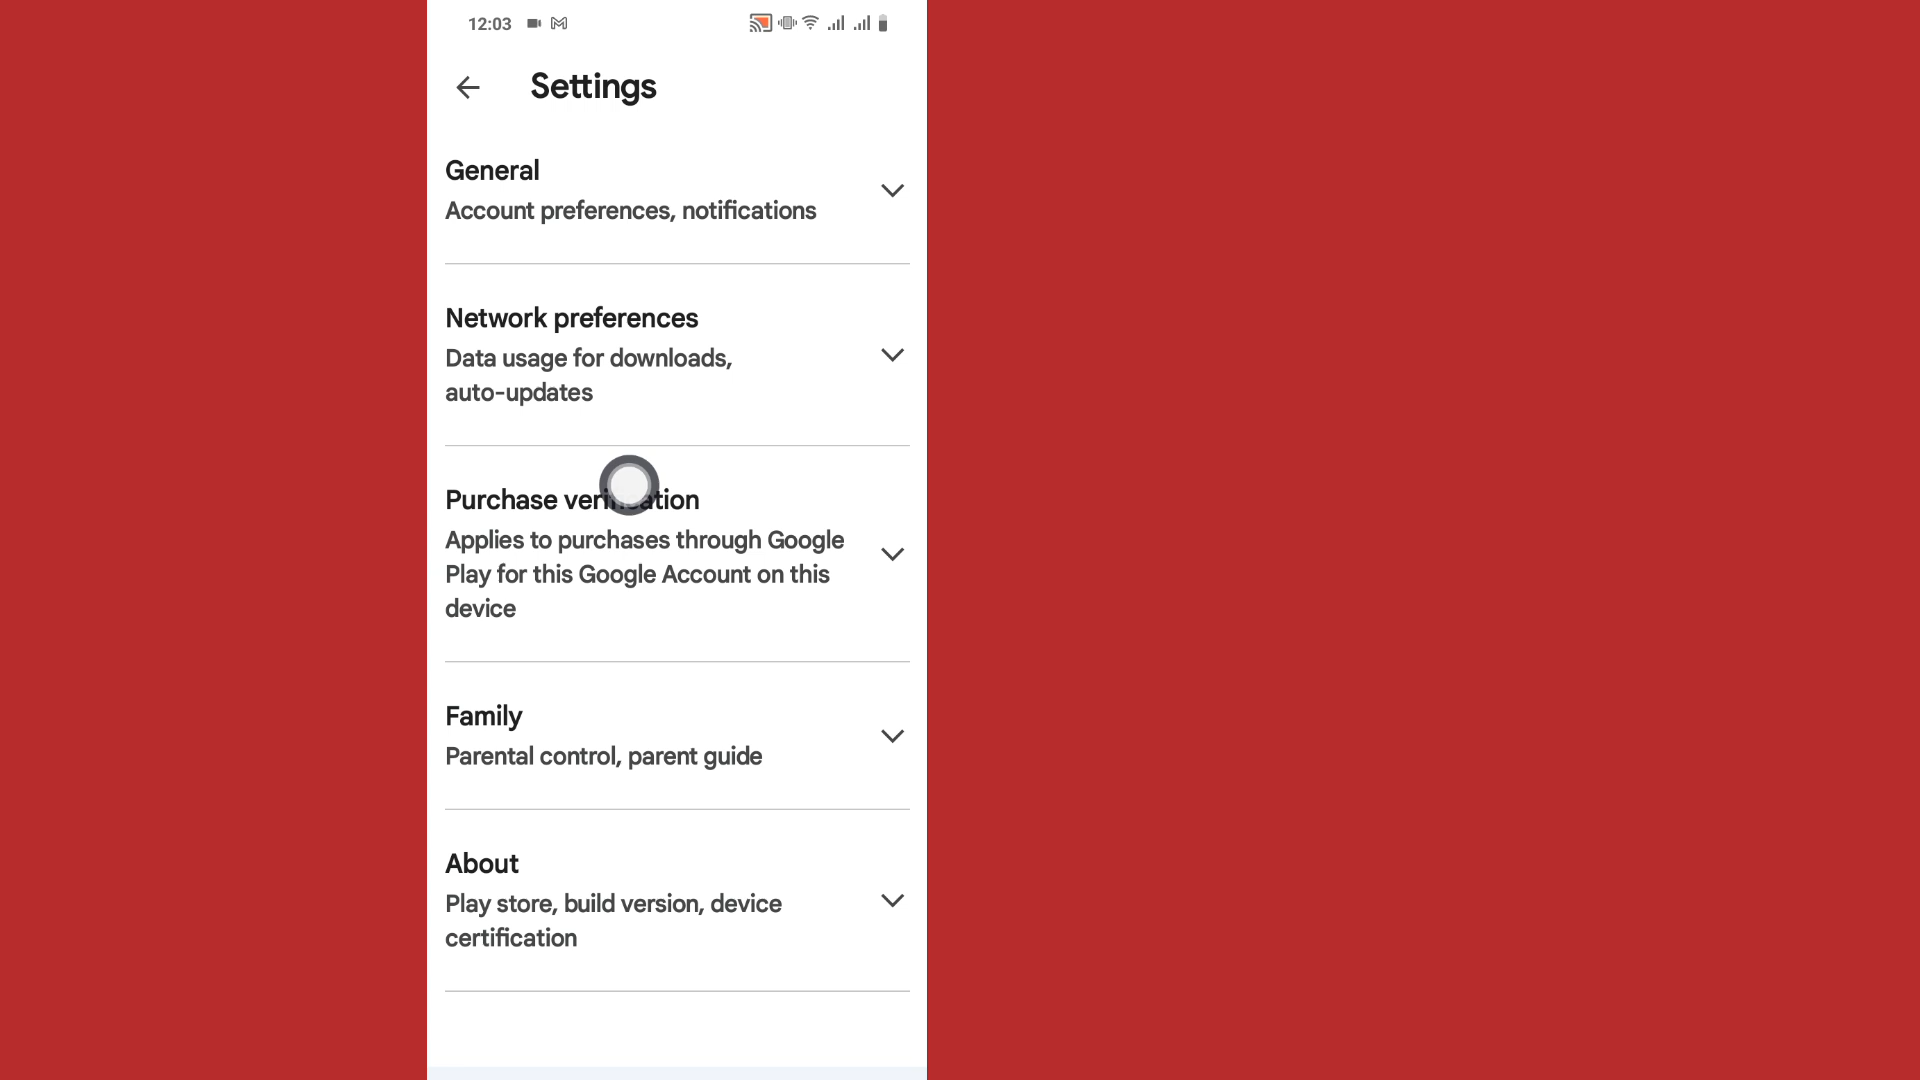 12:03
Settings
General
Account preferences, notifications
Network preferences
Data usage for downloads,
auto-updates
Purchase
Applies to purchases through Google
Play for this Google Account on this
device
Family
Parental control, parent guide
About
Play store, build version, device
certification